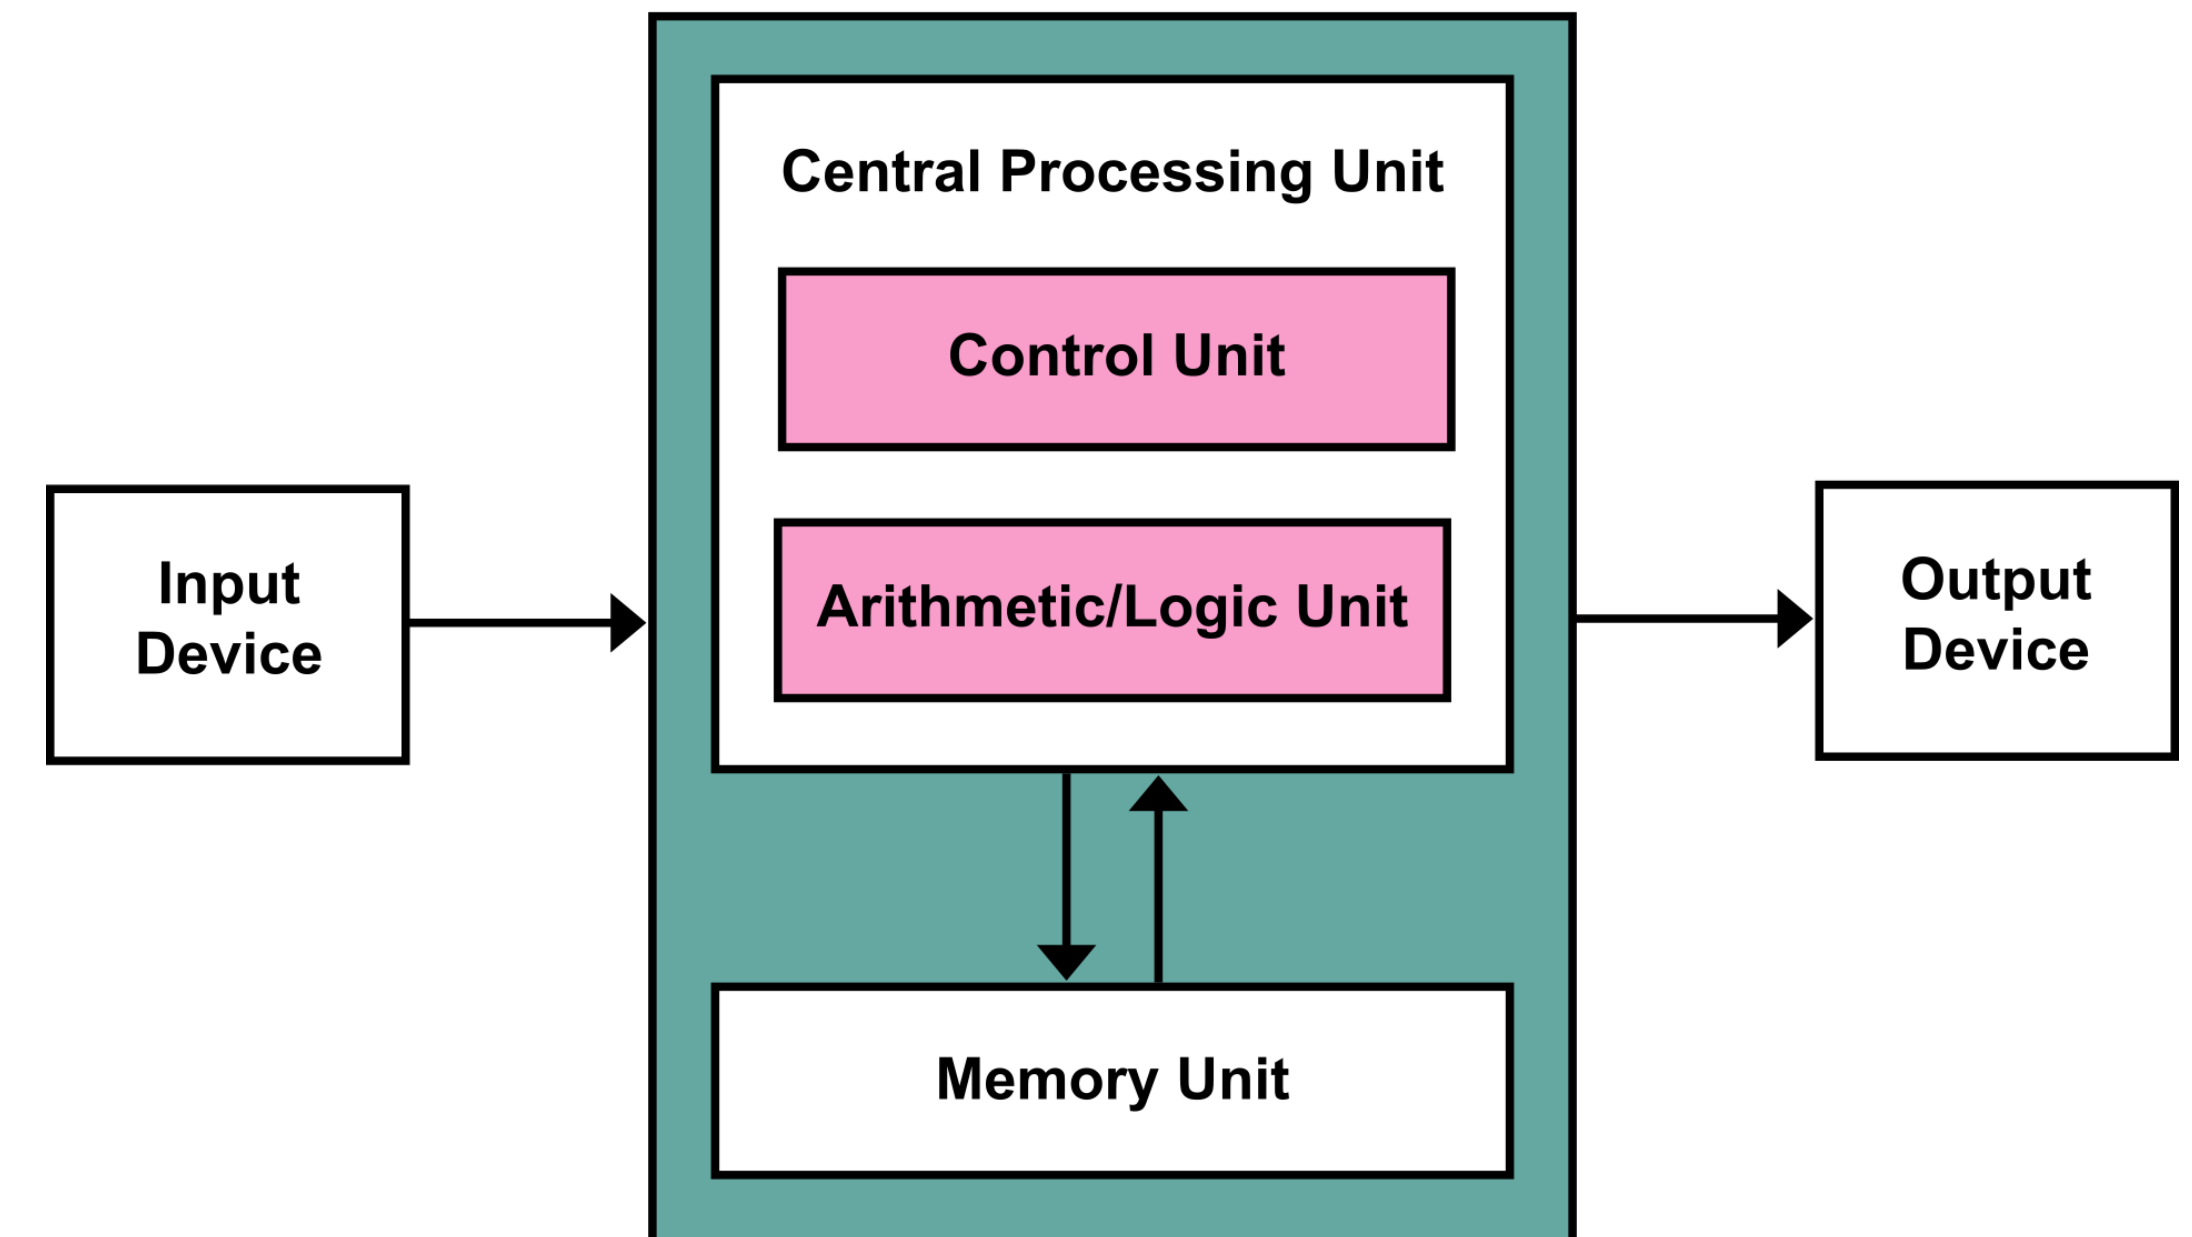 Central Processing Unit
Control Unit
Arithmetic/Logic Unit
Input
Device
Output
Device
Memory Unit